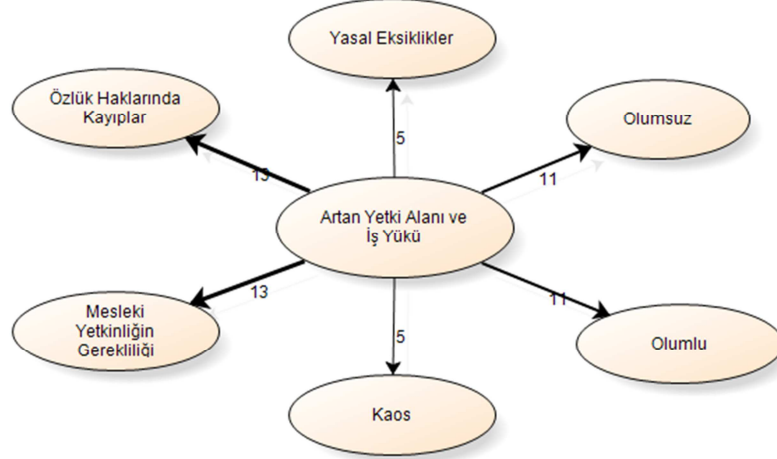 Yasal Eksiklikler
Özlük Haklarında
Kayıplar
Olumsuz
5
11
Artan Yetki Alanı ve
İş Yükü
13
11
Mesleki
Yetkinliğin
Gerekliliği
5
Olumlu
Kaos